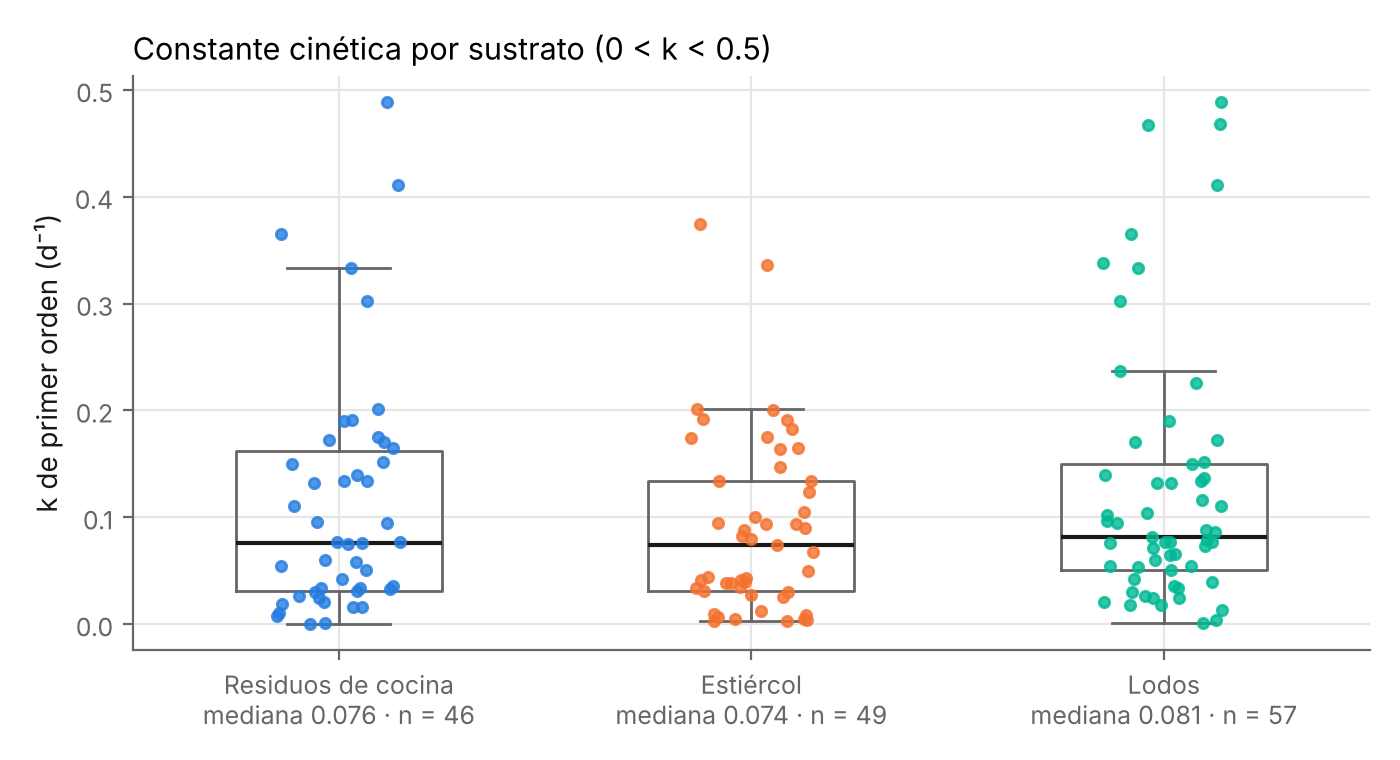 Constante cinética por sustrato (0 < k < 0.5)
k de primer orden (d⁻¹)
0.5
0.4
0.3
0.2
0.1
0.0
Residuos de cocina
mediana 0.076 · n = 46
Estiércol
mediana 0.074 · n = 49
Lodos
mediana 0.081 · n = 57